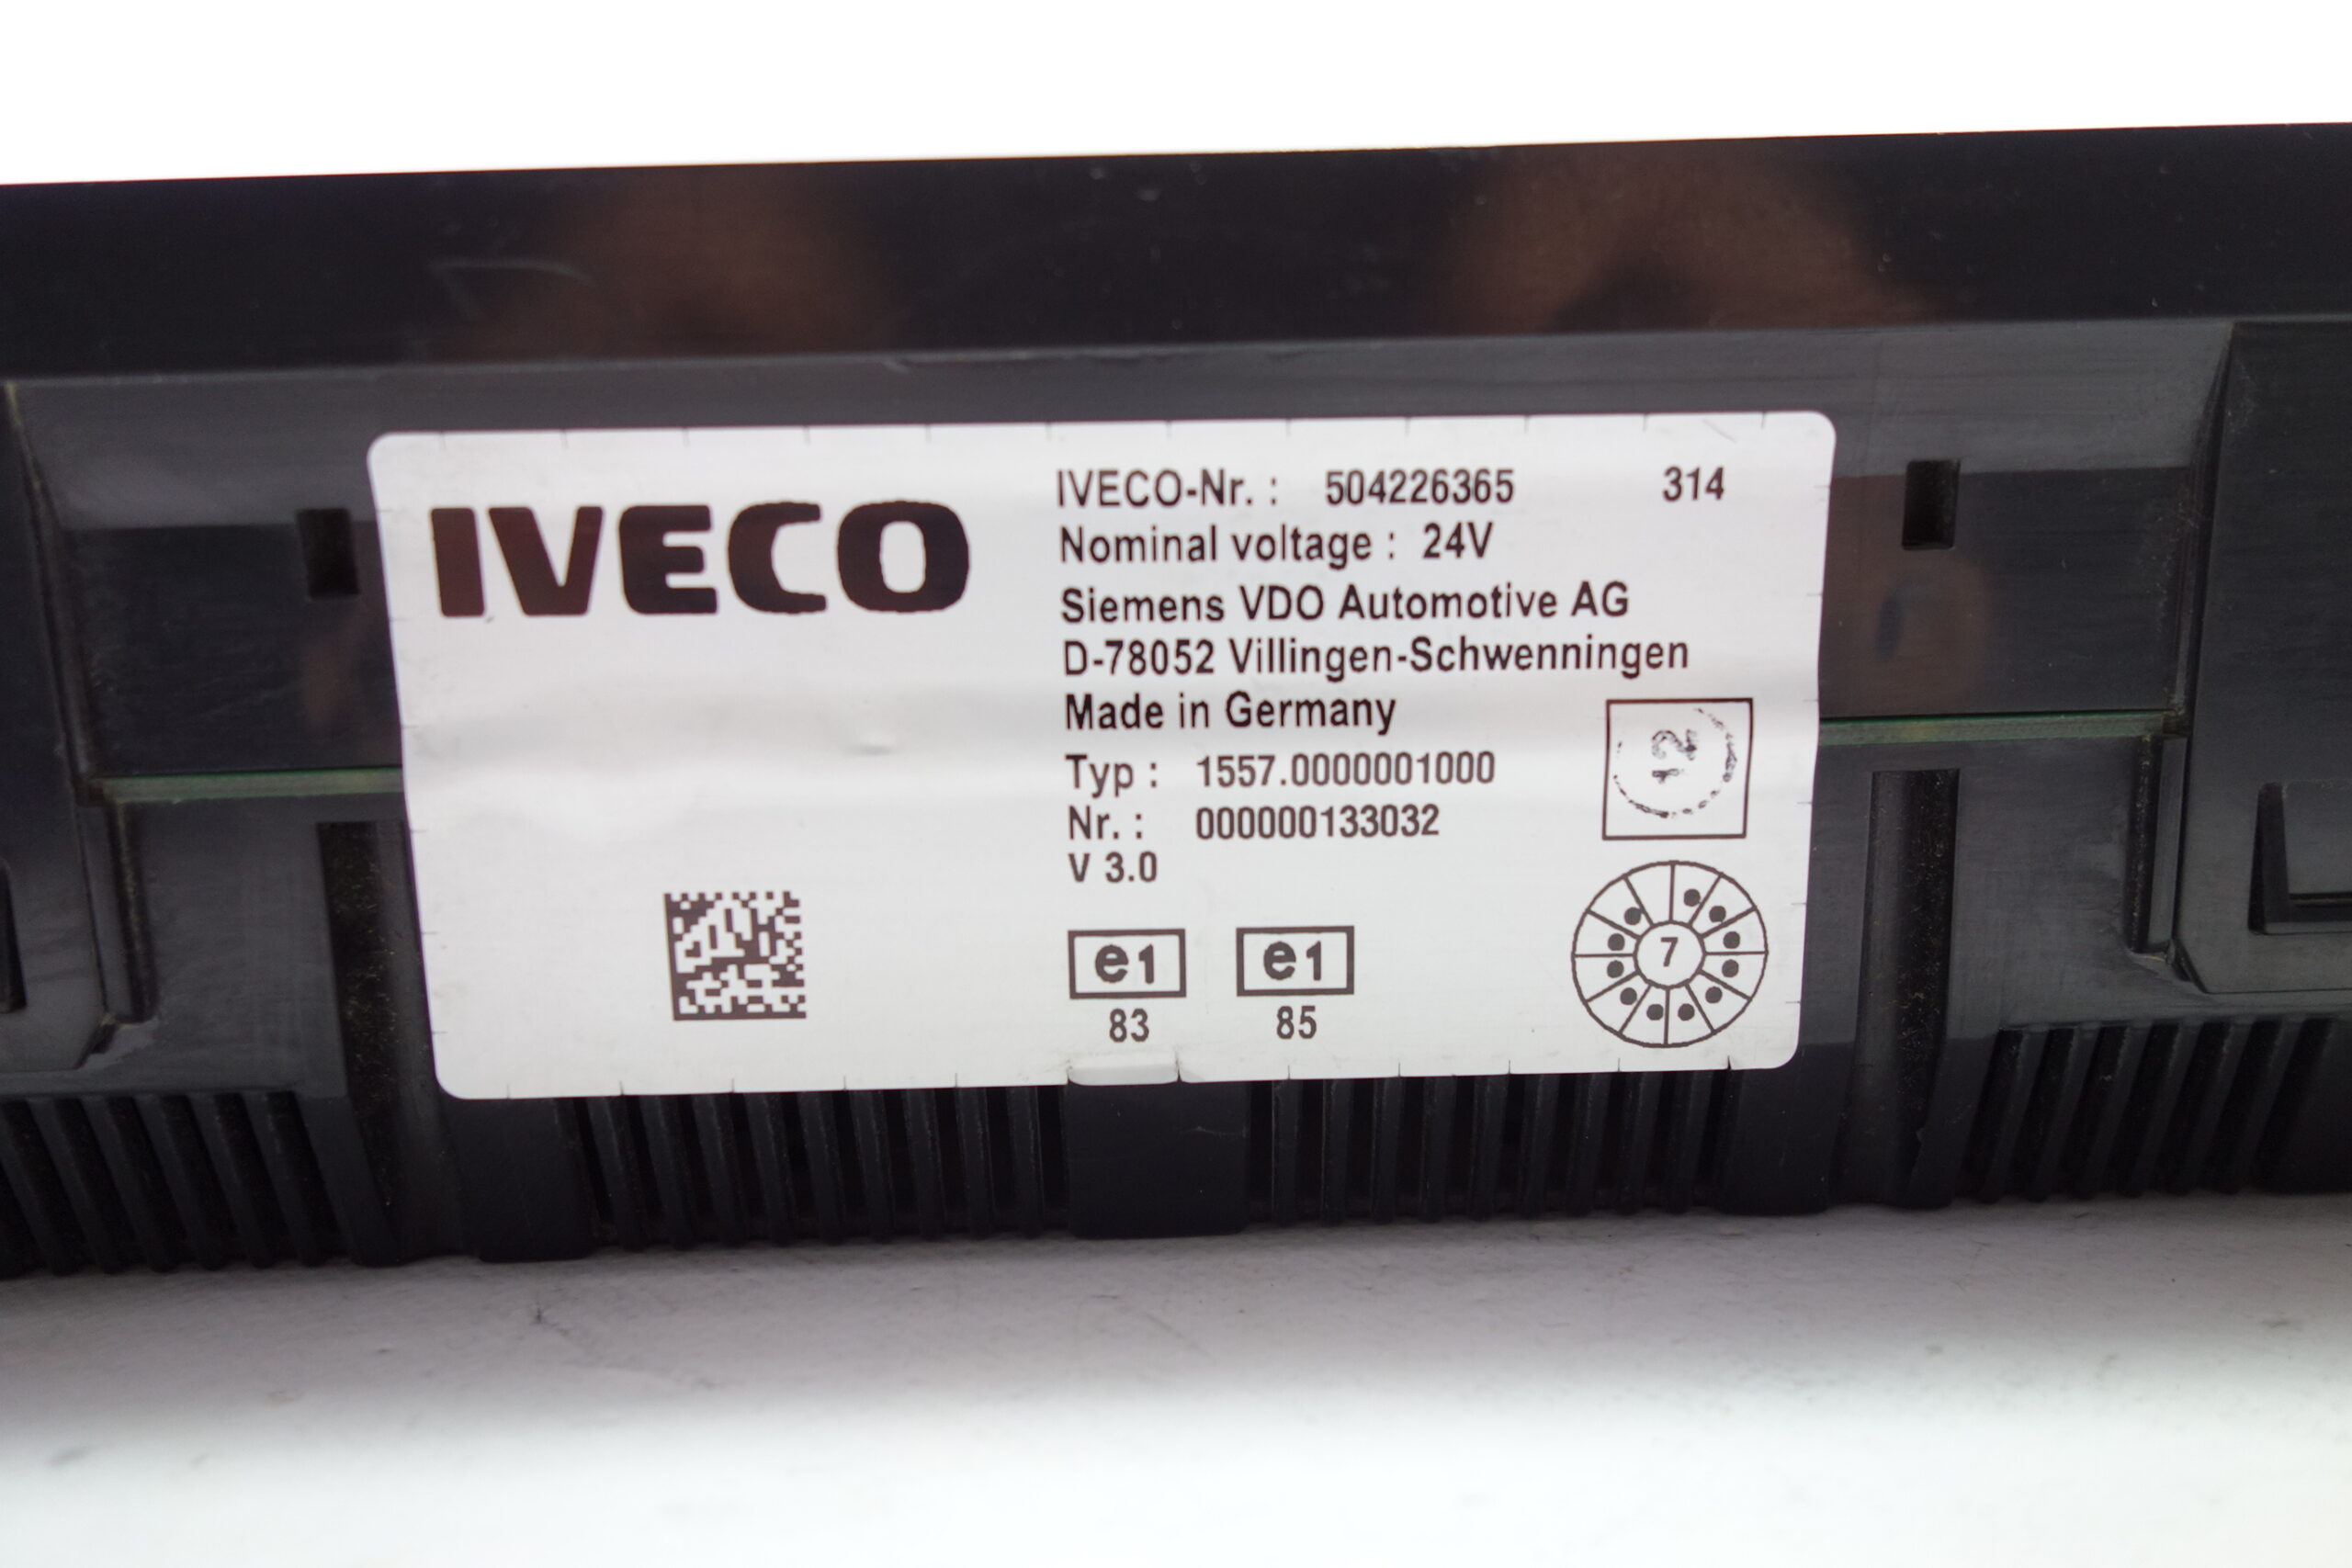 IVECO
IVECO-Nr. : 504226365 314
Nominal voltage : 24V
Siemens VDO Automotive AG
D-78052 Villingen-Schwenningen
Made in Germany
Typ : 1557.0000001000
Nr. : 000000133032
V 3.0
12
e1 e1
83 85
7